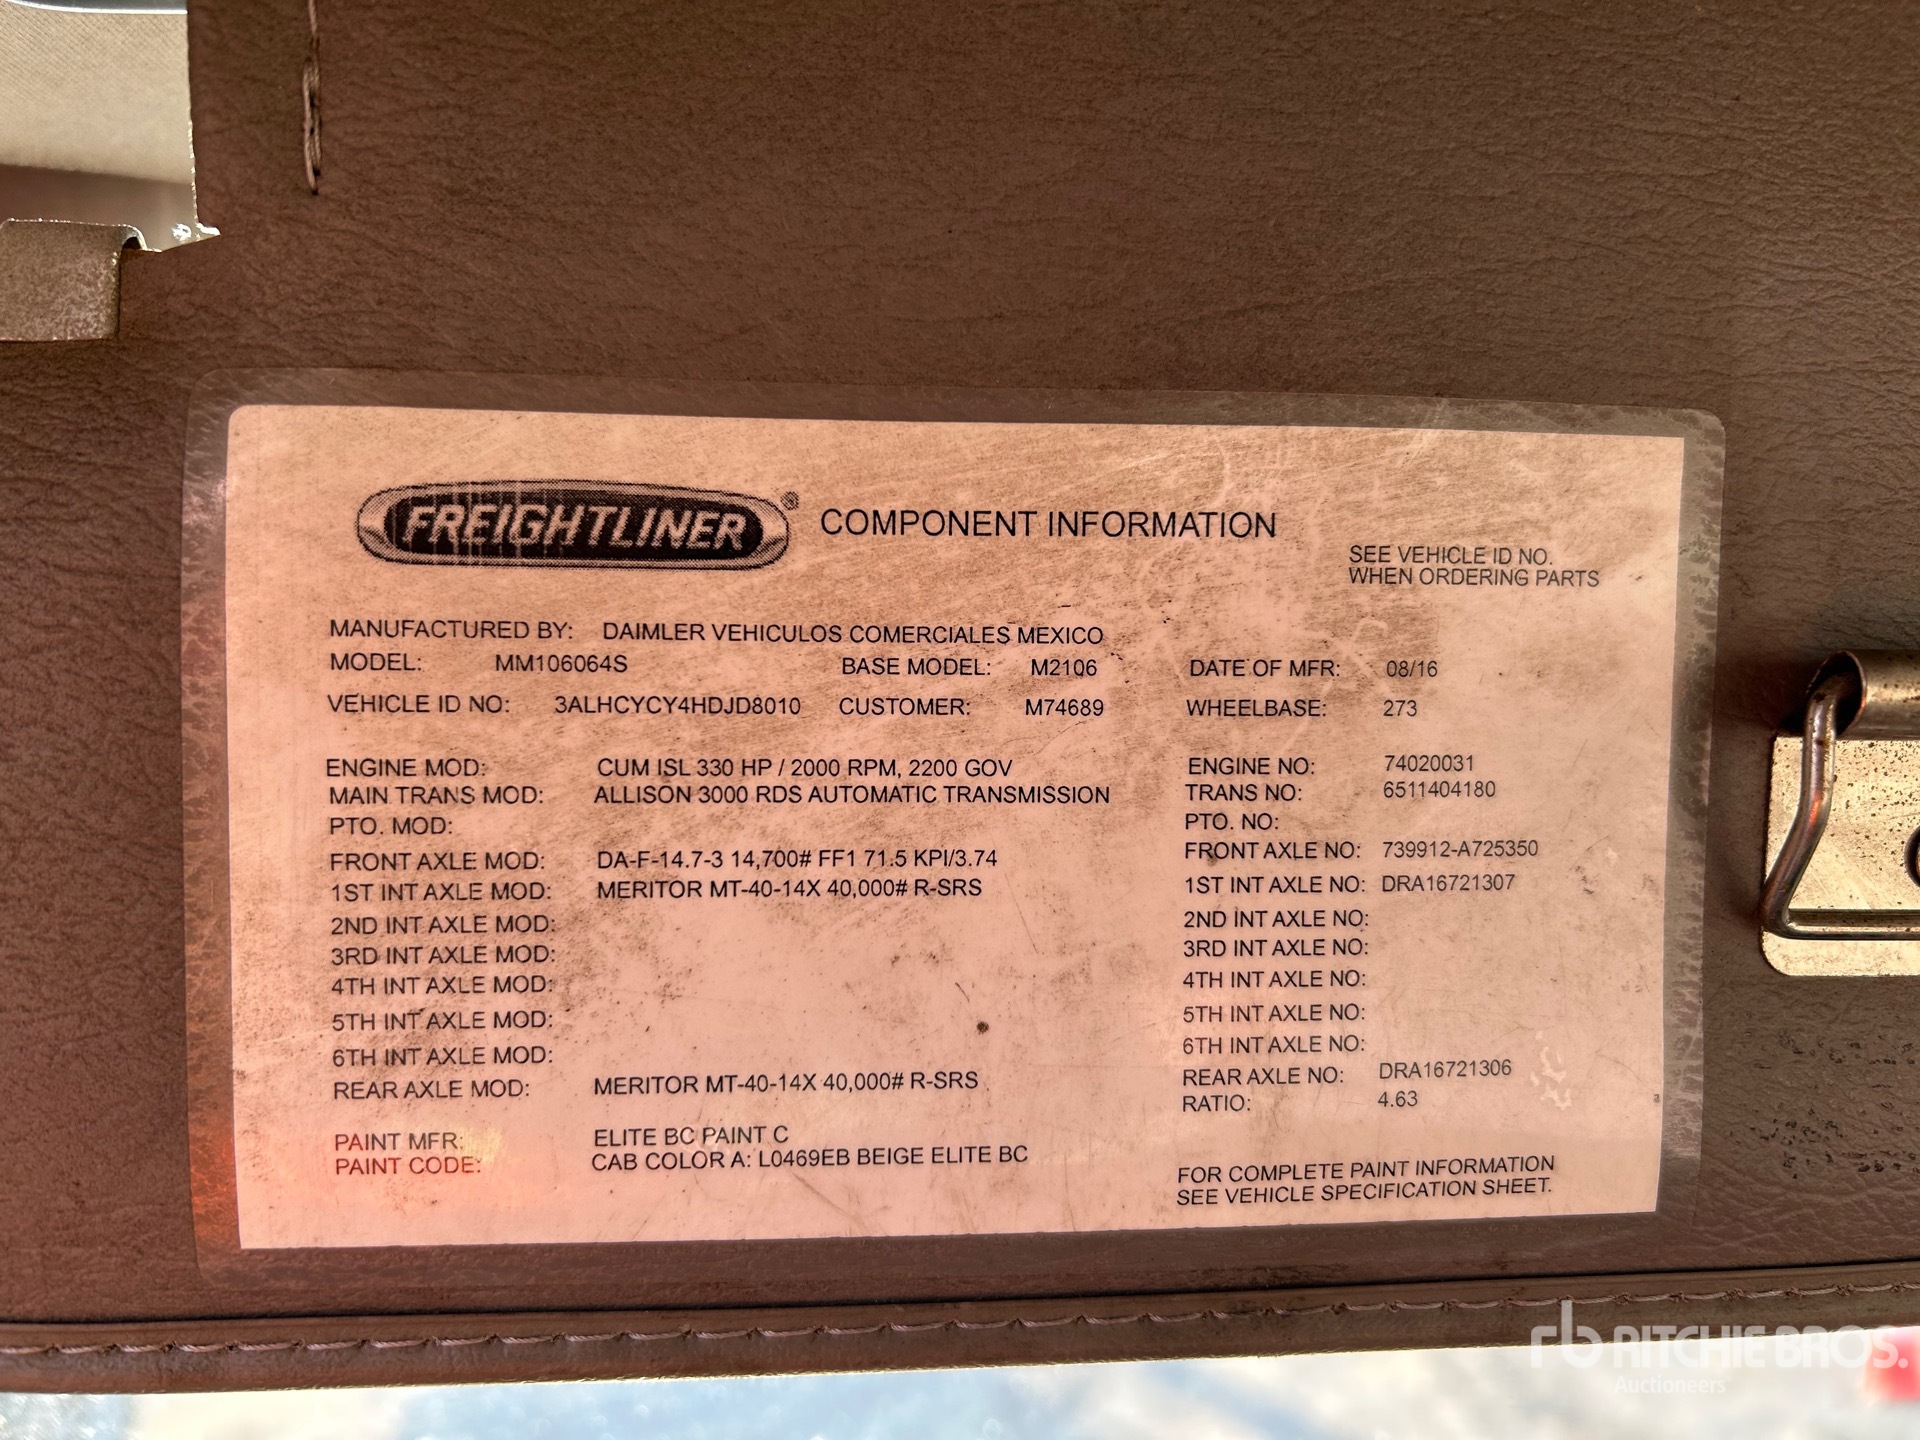 FREIGHTLINER® COMPONENT INFORMATION
SEE VEHICLE ID NO.
WHEN ORDERING PARTS
MANUFACTURED BY: DAIMLER VEHICULOS COMERCIALES MEXICO
MODEL: MM106064S BASE MODEL: M2106 DATE OF MFR: 08/16
VEHICLE ID NO: 3ALHCYCY4HDJD8010 CUSTOMER: M74689 WHEELBASE: 273
ENGINE MOD: CUM ISL 330 HP / 2000 RPM, 2200 GOV ENGINE NO: 74020031
MAIN TRANS MOD: ALLISON 3000 RDS AUTOMATIC TRANSMISSION TRANS NO: 6511404180
PTO. MOD: PTO. NO:
FRONT AXLE MOD: DA-F-14.7-3 14,700# FF1 71.5 KPI/3.74 FRONT AXLE NO: 739912-A725350
1ST INT AXLE MOD: MERITOR MT-40-14X 40,000# R-SRS 1ST INT AXLE NO: DRA16721307
2ND INT AXLE MOD: 2ND INT AXLE NO:
3RD INT AXLE MOD: 3RD INT AXLE NO:
4TH INT AXLE MOD: 4TH INT AXLE NO:
5TH INT AXLE MOD: 5TH INT AXLE NO:
6TH INT AXLE MOD: 6TH INT AXLE NO:
REAR AXLE MOD: MERITOR MT-40-14X 40,000# R-SRS REAR AXLE NO: DRA16721306
RATIO: 4.63
PAINT MFR: ELITE BC PAINT C
PAINT CODE: CAB COLOR A: L0469EB BEIGE ELITE BC
FOR COMPLETE PAINT INFORMATION
SEE VEHICLE SPECIFICATION SHEET.
rb RITCHIE BROS.
Auctioneers